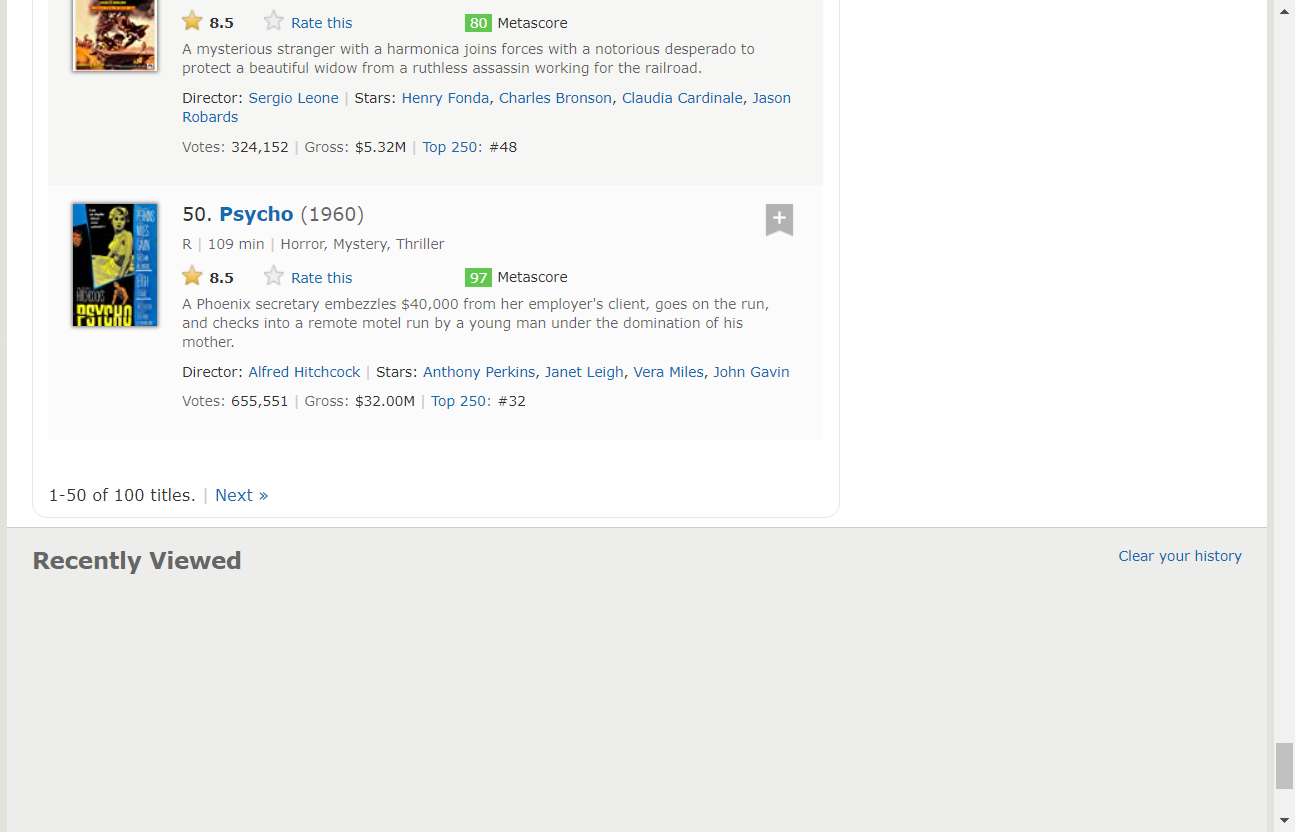 8.5 Rate this 80 Metascore
A mysterious stranger with a harmonica joins forces with a notorious desperado to
protect a beautiful widow from a ruthless assassin working for the railroad.
Director: Sergio Leone | Stars: Henry Fonda, Charles Bronson, Claudia Cardinale, Jason
Robards
Votes: 324,152 | Gross: $5.32M | Top 250: #48
50. Psycho (1960)
R | 109 min | Horror, Mystery, Thriller
8.5 Rate this 97 Metascore
A Phoenix secretary embezzles $40,000 from her employer's client, goes on the run,
and checks into a remote motel run by a young man under the domination of his
mother.
Director: Alfred Hitchcock | Stars: Anthony Perkins, Janet Leigh, Vera Miles, John Gavin
Votes: 655,551 | Gross: $32.00M | Top 250: #32
PSYCHO
1-50 of 100 titles. | Next »
Recently Viewed
Clear your history